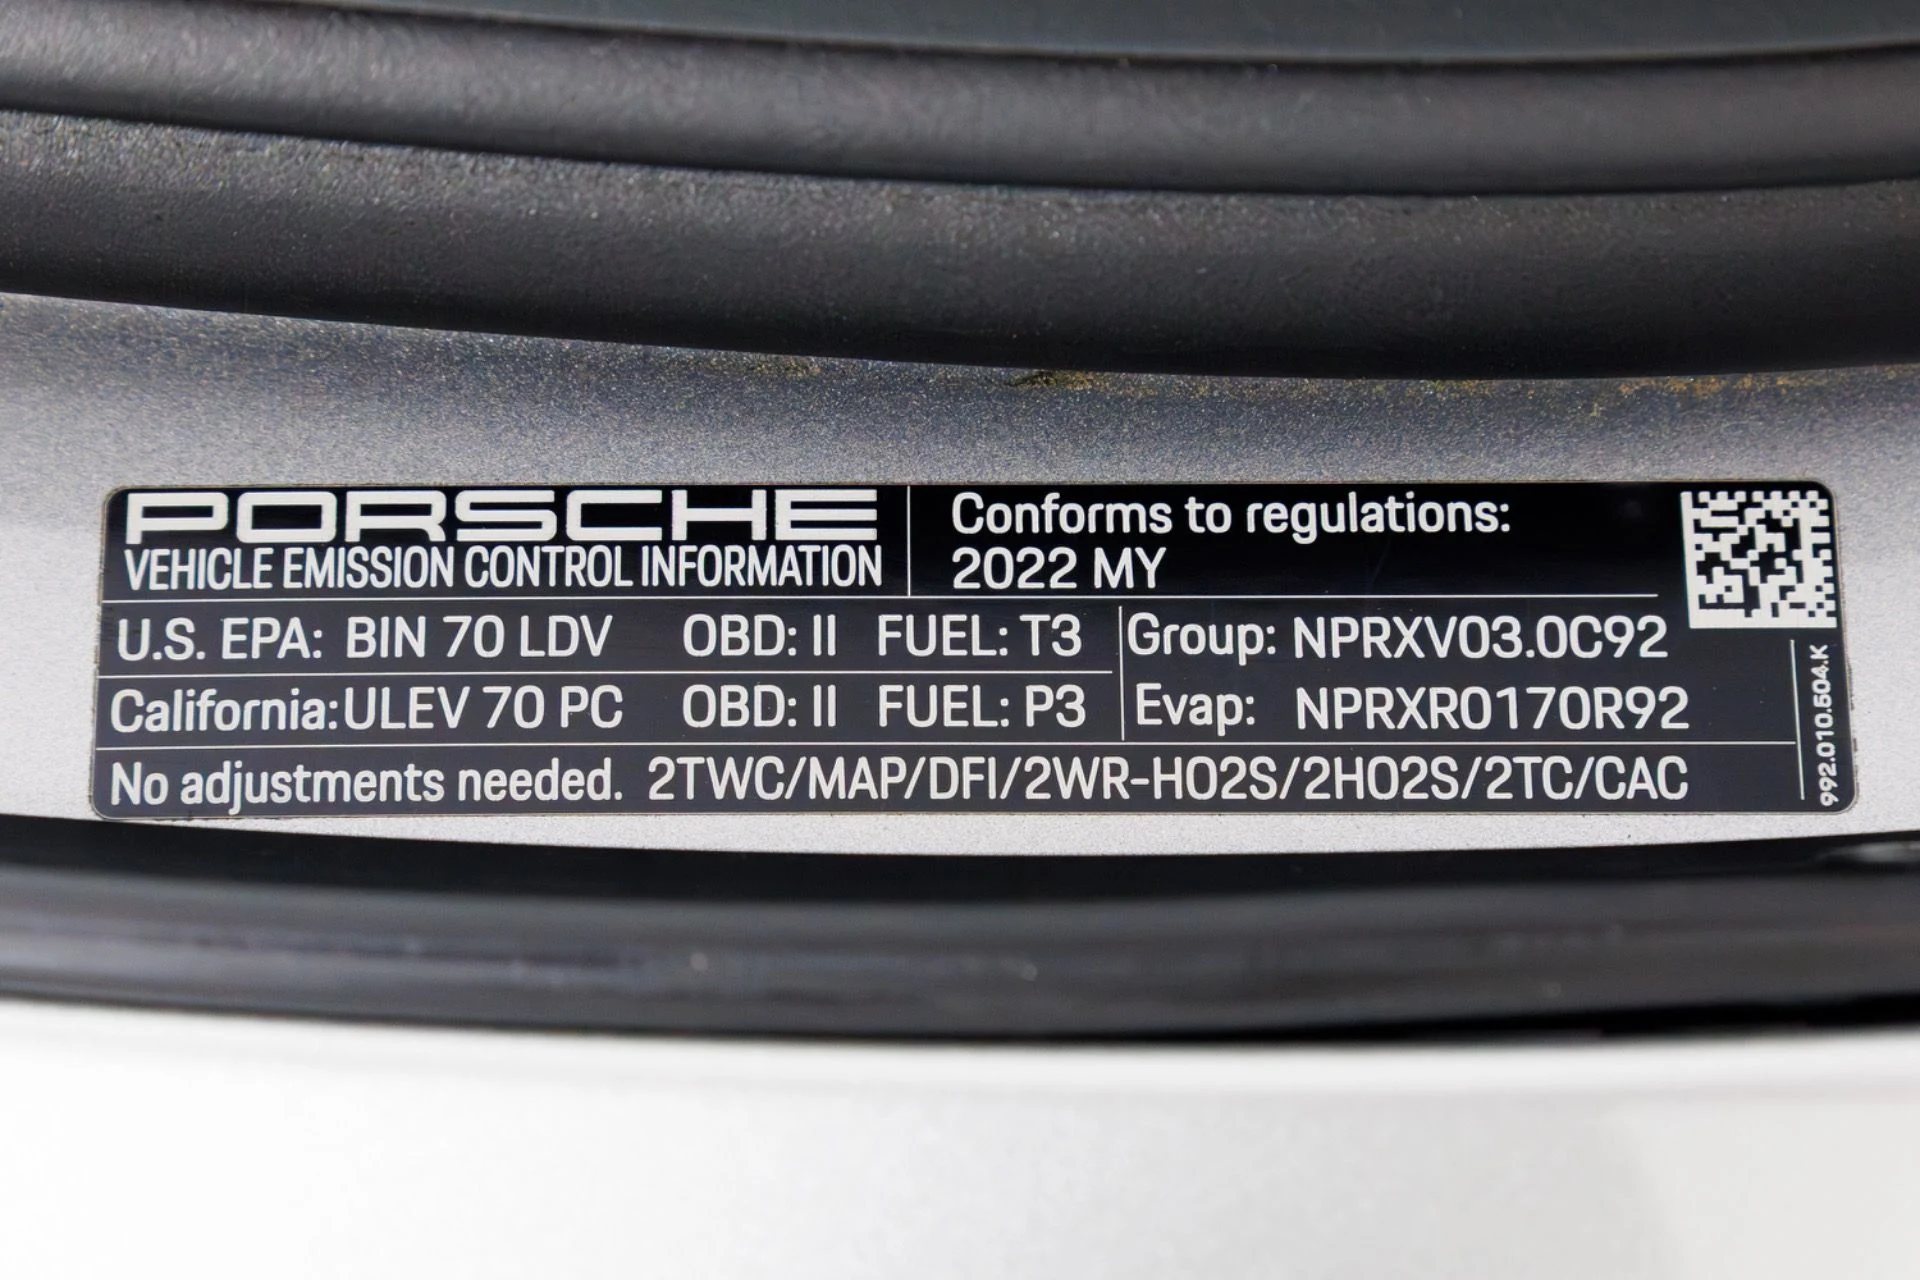 PORSCHE
VEHICLE EMISSION CONTROL INFORMATION
Conforms to regulations:
2022 MY
U.S. EPA: BIN 70 LDV OBD: II FUEL: T3
California: ULEV 70 PC OBD: II FUEL: P3
Group: NPRXV03.0C92
Evap: NPRXR0170R92
No adjustments needed. 2TWC/MAP/DFI/2WR-HO2S/2HO2S/2TC/CAC
992.010.504.K